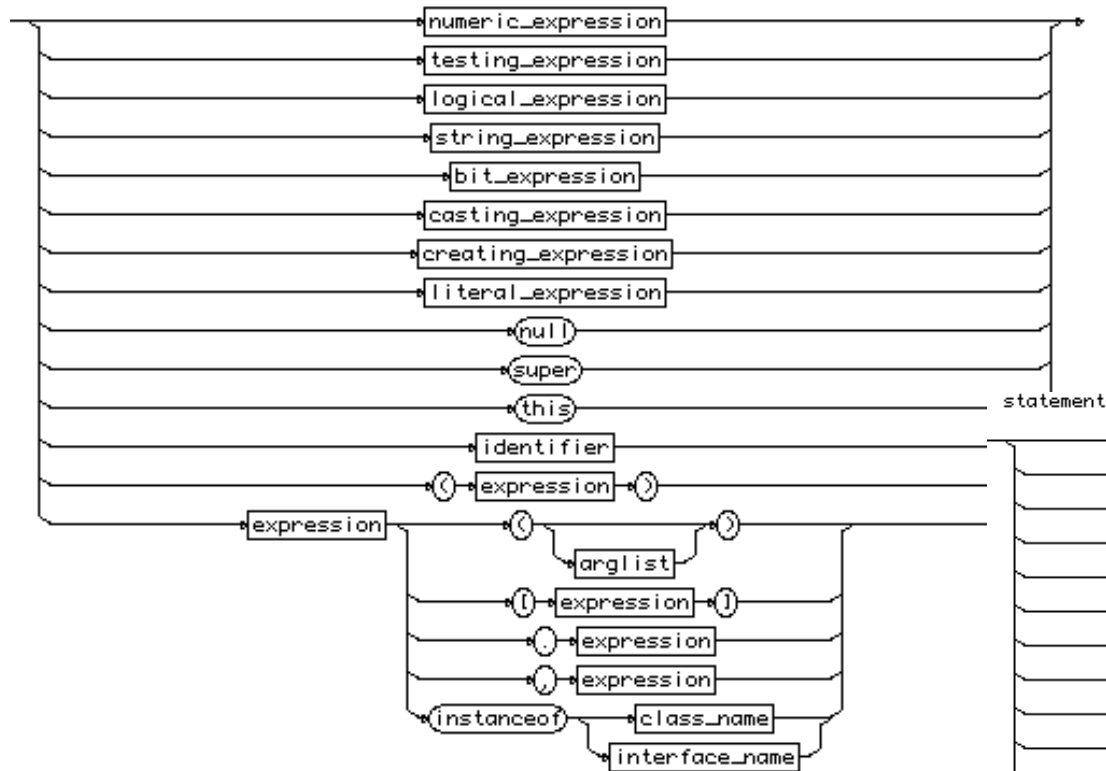 numeric_expression
testing_expression
logical_expression
string_expression
bit_expression
casting_expression
creating_expression
literal_expression
null
super
this
statement
identifier
( expression )
expression ( )
arglist
[ expression ]
. expression
, expression
instanceof class_name
interface_name